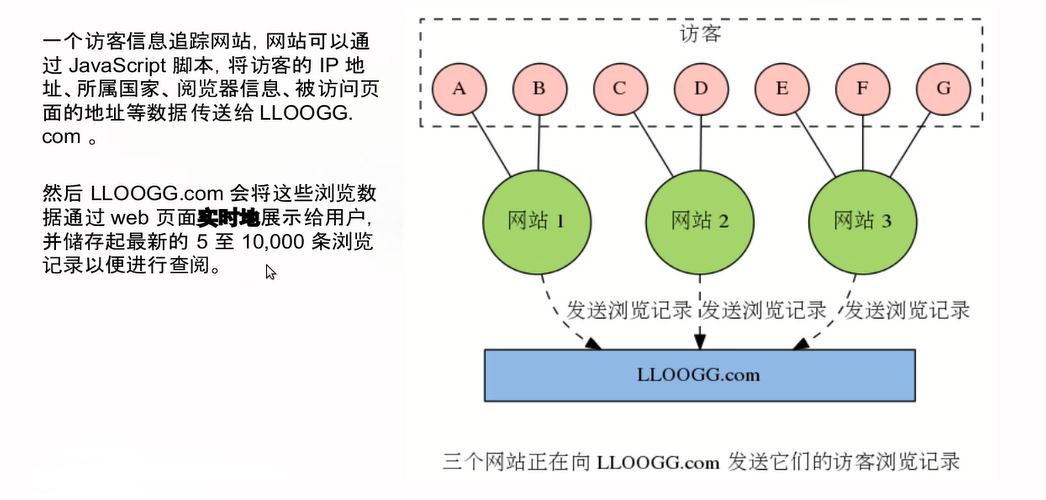 一个访客信息追踪网站, 网站可以通
过 JavaScript 脚本, 将访客的 IP 地
址、所属国家、阅览器信息、被访问页
面的地址等数据传送给 LLOOGG.
com 。
然后 LLOOGG.com 会将这些浏览数
据通过 web 页面实时地展示给用户,
并储存起最新的 5 至 10,000 条浏览
记录以便进行查阅。
访客
A B C D E F G
网站 1 网站 2 网站 3
发送浏览记录 发送浏览记录 发送浏览记录
LLOOGG.com
三个网站正在向 LLOOGG.com 发送它们的访客浏览记录